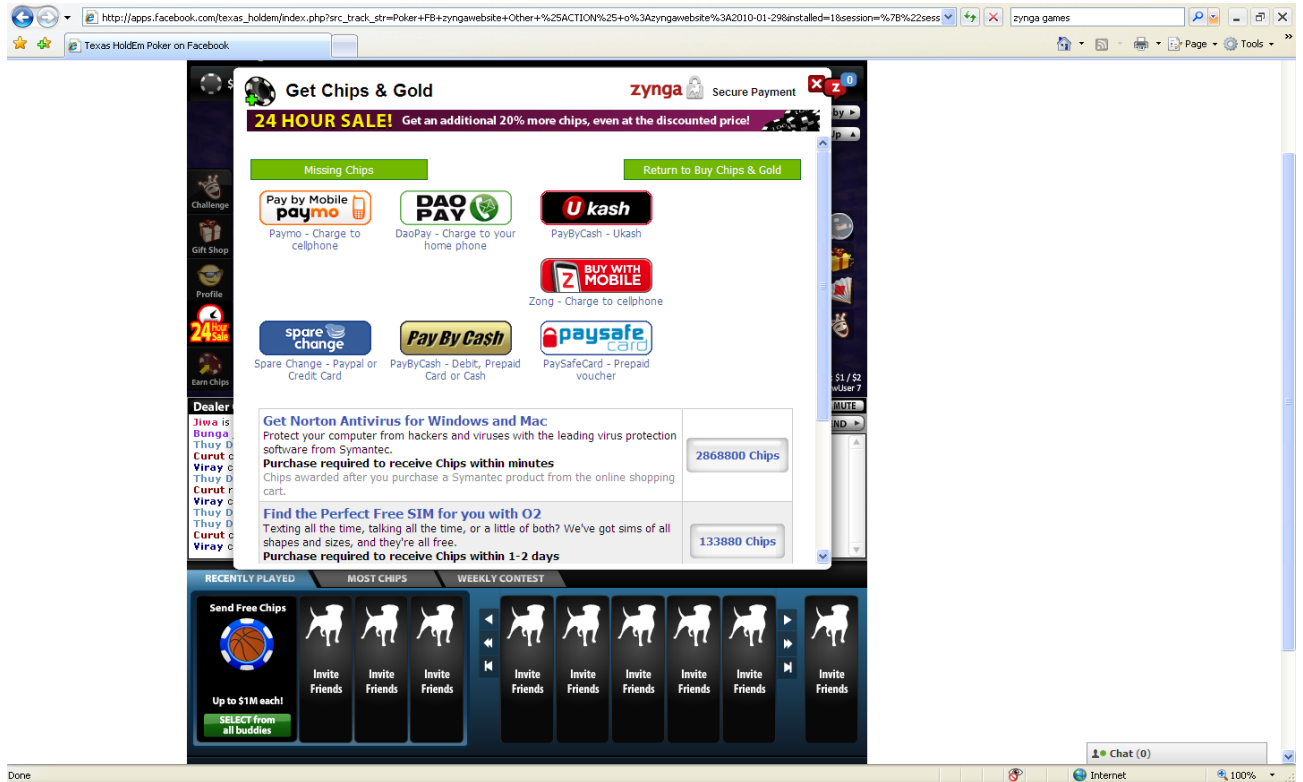 http://apps.facebook.com/texas_holdem/index.php?src_track_str=Poker+FB+zyngawebsite+Other+%25ACTION%25+o%3Azyngawebsite%3A2010-01-29&installed=1&session=%7B%22sess
zynga games
Texas HoldEm Poker on Facebook
Page
Tools
Get Chips & Gold
zynga
Secure Payment
z 0
24 HOUR SALE! Get an additional 20% more chips, even at the discounted price!
by
Up
Missing Chips
Return to Buy Chips & Gold
Pay by Mobile
paymo
DAO
PAY
U kash
Challenge
Paymo - Charge to
cellphone
DaoPay - Charge to your
home phone
PayByCash - Ukash
Gift Shop
Z BUY WITH
MOBILE
Profile
Zong - Charge to cellphone
24 Hour
Sale
spare
change
Pay By Cash
paysafe
card
Spare Change - Paypal or
Credit Card
PayByCash - Debit, Prepaid
Card or Cash
PaySafeCard - Prepaid
voucher
Earn Chips
: $1 / $2
wUser 7
Dealer
MUTE
Jiwa is
Bunga
Thuy D
Curut c
Viray c
Thuy D
Curut r
Viray c
Thuy D
Thuy D
Curut c
Viray c
END
Get Norton Antivirus for Windows and Mac
Protect your computer from hackers and viruses with the leading virus protection
software from Symantec.
Purchase required to receive Chips within minutes
Chips awarded after you purchase a Symantec product from the online shopping
cart.
2868800 Chips
Find the Perfect Free SIM for you with O2
Texting all the time, talking all the time, or a little of both? We've got sims of all
shapes and sizes, and they're all free.
Purchase required to receive Chips within 1-2 days
133880 Chips
RECENTLY PLAYED
MOST CHIPS
WEEKLY CONTEST
Send Free Chips
Up to $1M each!
SELECT from
all buddies
Invite
Friends
Invite
Friends
Invite
Friends
Invite
Friends
Invite
Friends
Invite
Friends
Invite
Friends
Invite
Friends
Invite
Friends
Chat (0)
Done
Internet
100%